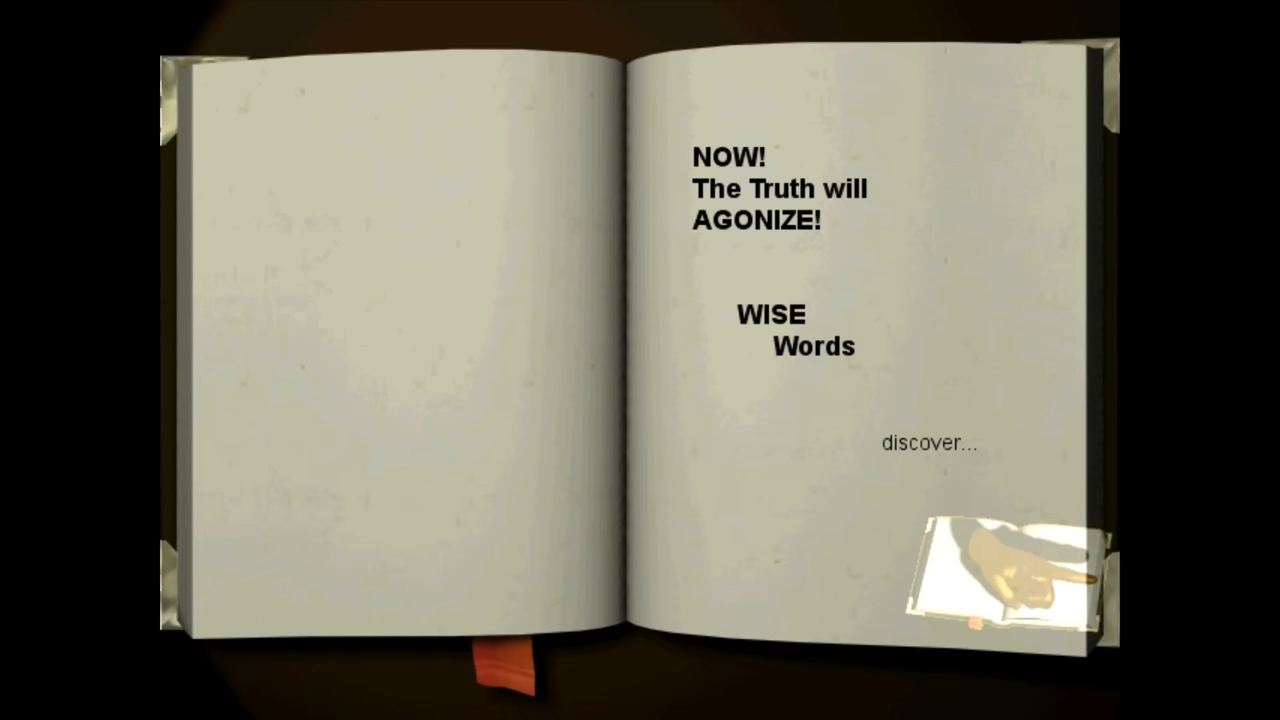 NOW!
The Truth will
AGONIZE!
WISE
Words
discover...